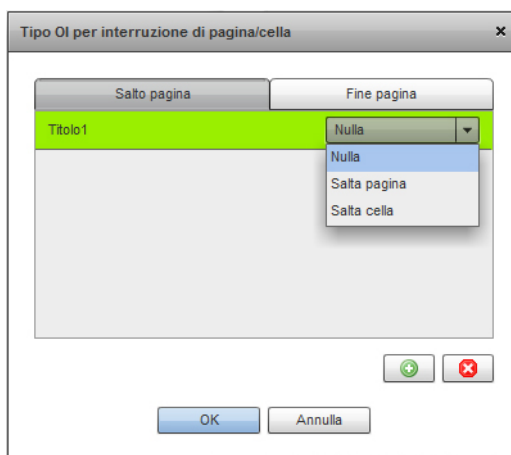 Tipo OI per interruzione di pagina/cella
Salto pagina
Fine pagina
Titolo1
Nulla
Nulla
Salta pagina
Salta cella
OK
Annulla